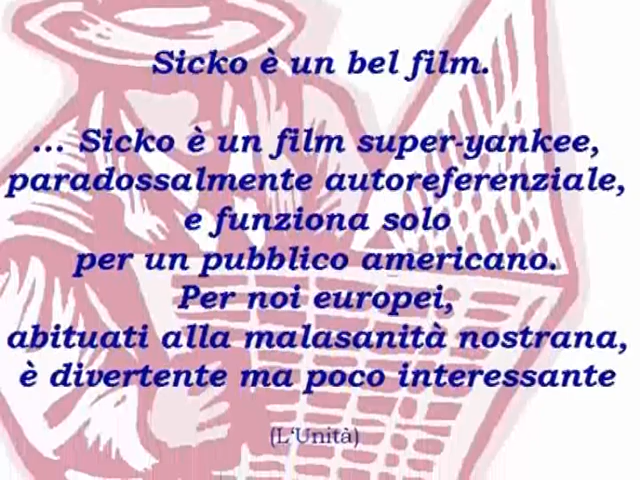 Sicko è un bel film.
... Sicko è un film super-yankee,
paradossalmente autoreferenziale,
e funziona solo
per un pubblico americano.
Per noi europei,
abituati alla malasanità nostrana,
è divertente ma poco interessante
(L'Unità)